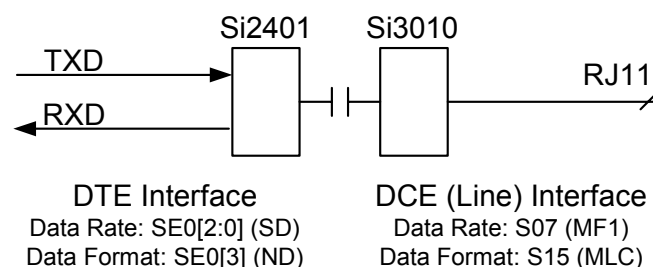 Si2401 Si3010
TXD
RJ11
RXD
DTE Interface
Data Rate: SE0[2:0] (SD)
Data Format: SE0[3] (ND)
DCE (Line) Interface
Data Rate: S07 (MF1)
Data Format: S15 (MLC)